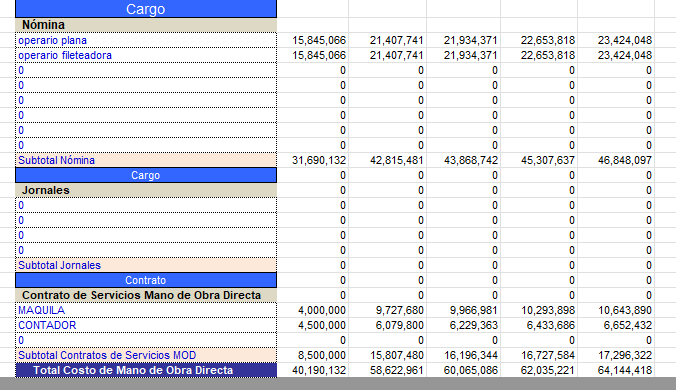 Cargo
Nómina
operario plana 15,845,066 21,407,741 21,934,371 22,653,818 23,424,048
operario fileteadora 15,845,066 21,407,741 21,934,371 22,653,818 23,424,048
0 0 0 0 0 0
0 0 0 0 0 0
0 0 0 0 0 0
0 0 0 0 0 0
0 0 0 0 0 0
0 0 0 0 0 0
Subtotal Nómina 31,690,132 42,815,481 43,868,742 45,307,637 46,848,097
Cargo 0 0 0 0 0
Jornales 0 0 0 0 0
0 0 0 0 0 0
0 0 0 0 0 0
0 0 0 0 0 0
0 0 0 0 0 0
Subtotal Jornales 0 0 0 0 0
Contrato 0 0 0 0 0
Contrato de Servicios Mano de Obra Directa 0 0 0 0 0
MAQUILA 4,000,000 9,727,680 9,966,981 10,293,898 10,643,890
CONTADOR 4,500,000 6,079,800 6,229,363 6,433,686 6,652,432
0 0 0 0 0 0
Subtotal Contratos de Servicios MOD 8,500,000 15,807,480 16,196,344 16,727,584 17,296,322
Total Costo de Mano de Obra Directa 40,190,132 58,622,961 60,065,086 62,035,221 64,144,418